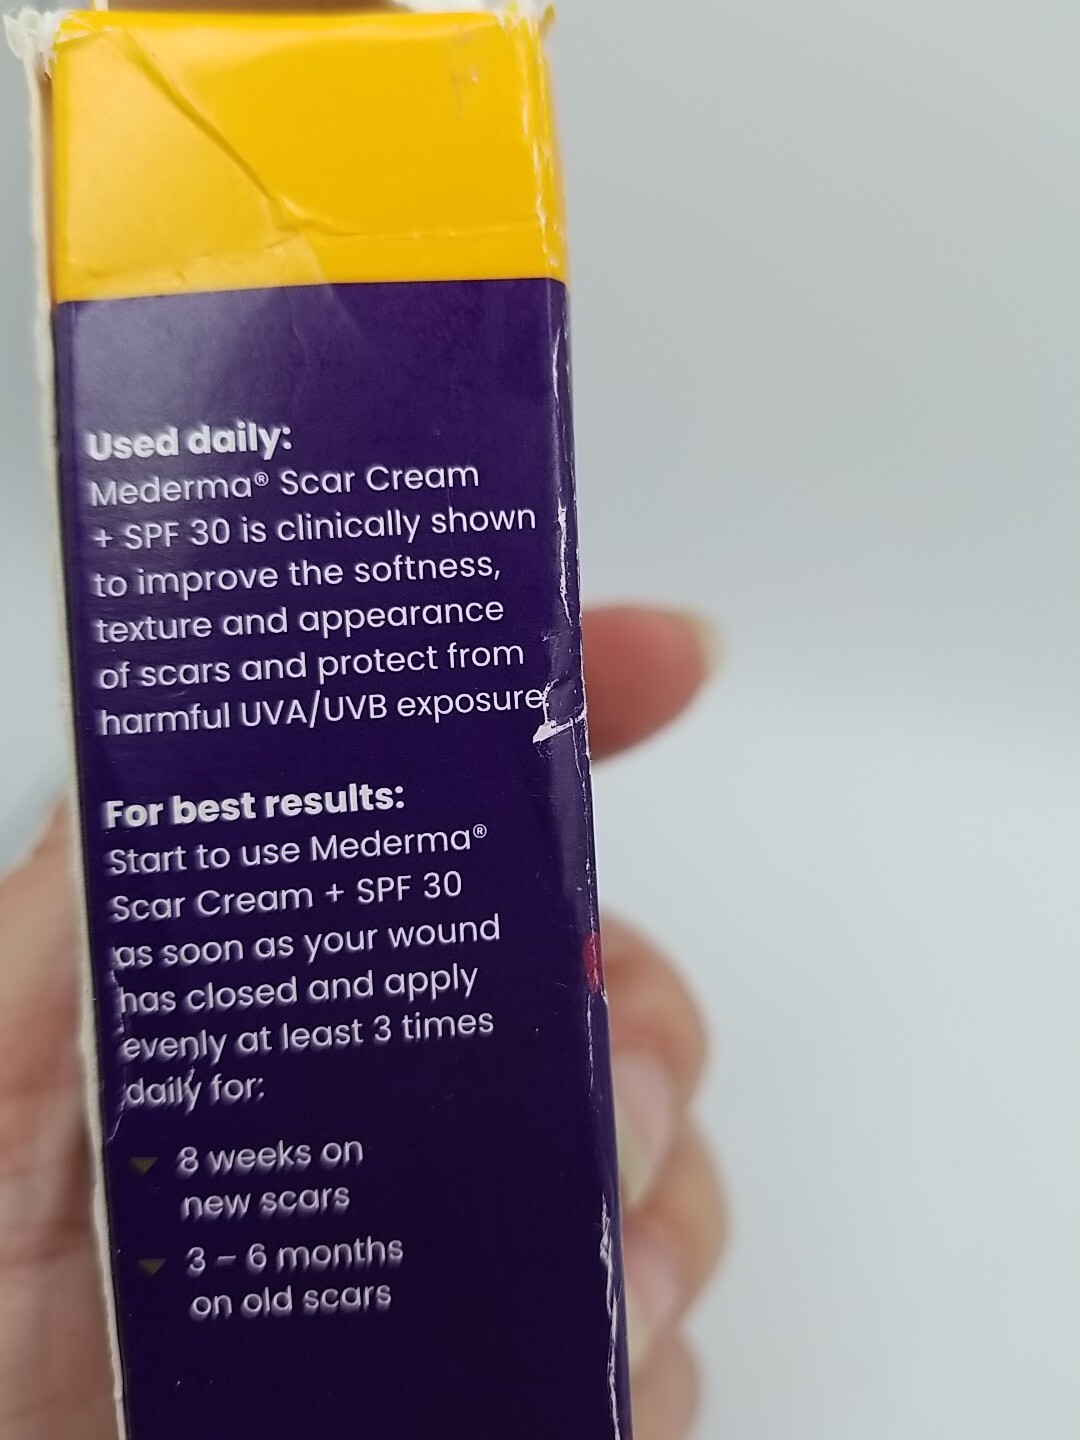 Used daily:
Mederma® Scar Cream
+ SPF 30 is clinically shown
to improve the softness,
texture and appearance
of scars and protect from
harmful UVA/UVB exposure.
For best results:
Start to use Mederma®
Scar Cream + SPF 30
as soon as your wound
has closed and apply
evenly at least 3 times
daily for:
8 weeks on
new scars
3 – 6 months
on old scars